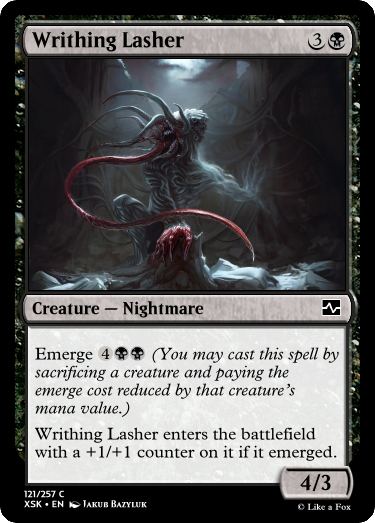 Writhing Lasher 3
Creature — Nightmare
Emerge 4 (You may cast this spell by
sacrificing a creature and paying the
emerge cost reduced by that creature's
mana value.)
Writhing Lasher enters the battlefield
with a +1/+1 counter on it if it emerged.
4/3
121/257 C
XSK • EN Jakub Bazyluk
© Like a Fox